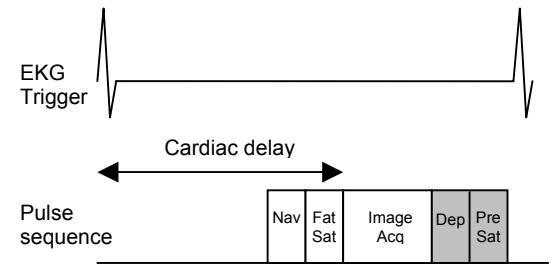 EKG
Trigger
Cardiac delay
Pulse
sequence
Nav
Fat
Sat
Image
Acq
Dep
Pre
Sat